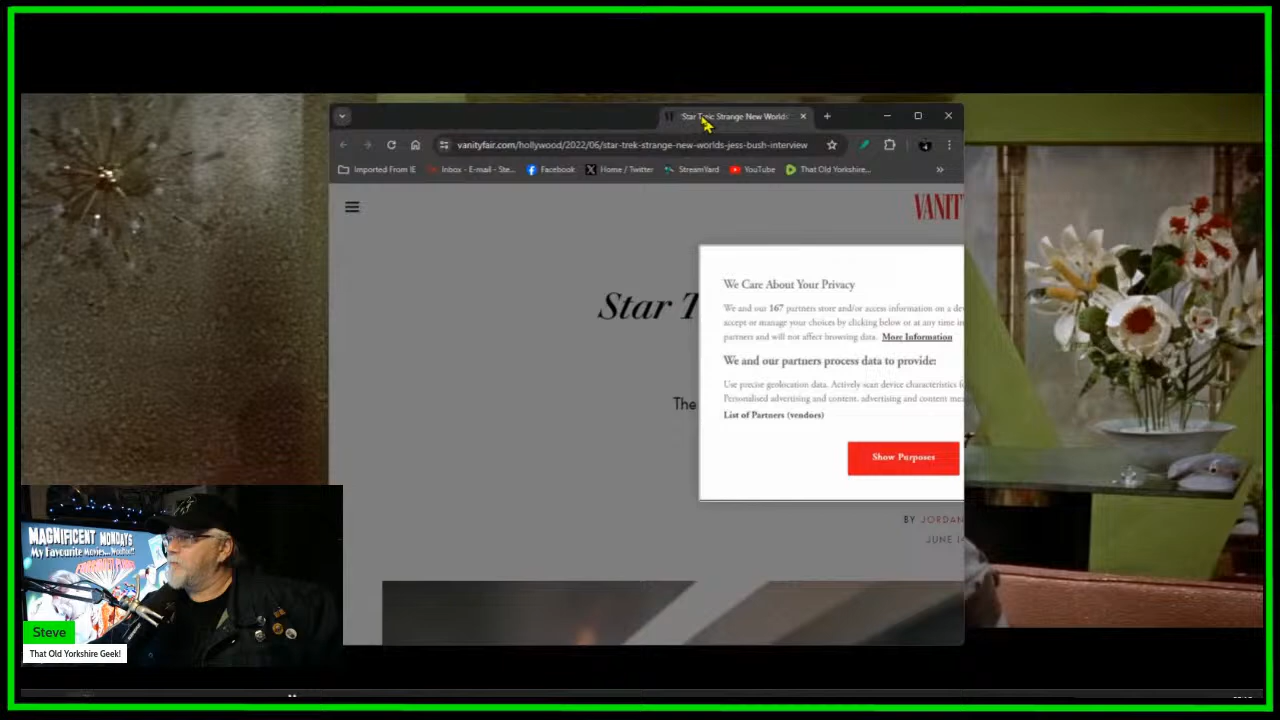 Star Trek Strange New Worlds
vanityfair.com/hollywood/2022/06/star-trek-strange-new-worlds-jess-bush-interview
Imported From IE
Inbox - E-mail - Ste...
Facebook
Home / Twitter
StreamYard
YouTube
That Old Yorkshire...
»
VANIT
Star T
The
We Care About Your Privacy
We and our 167 partners store and/or access information on a dev
accept or manage your choices by clicking below or at any time in
partners and will not affect browsing data. More Information
We and our partners process data to provide:
Use precise geolocation data. Actively scan device characteristics f
Personalised advertising and content, advertising and content mea
List of Partners (vendors)
Show Purposes
BY JORDAN
JUNE 1
MAGNIFICENT MONDAYS
My Favourite Movies...
Steve
That Old Yorkshire Geek!